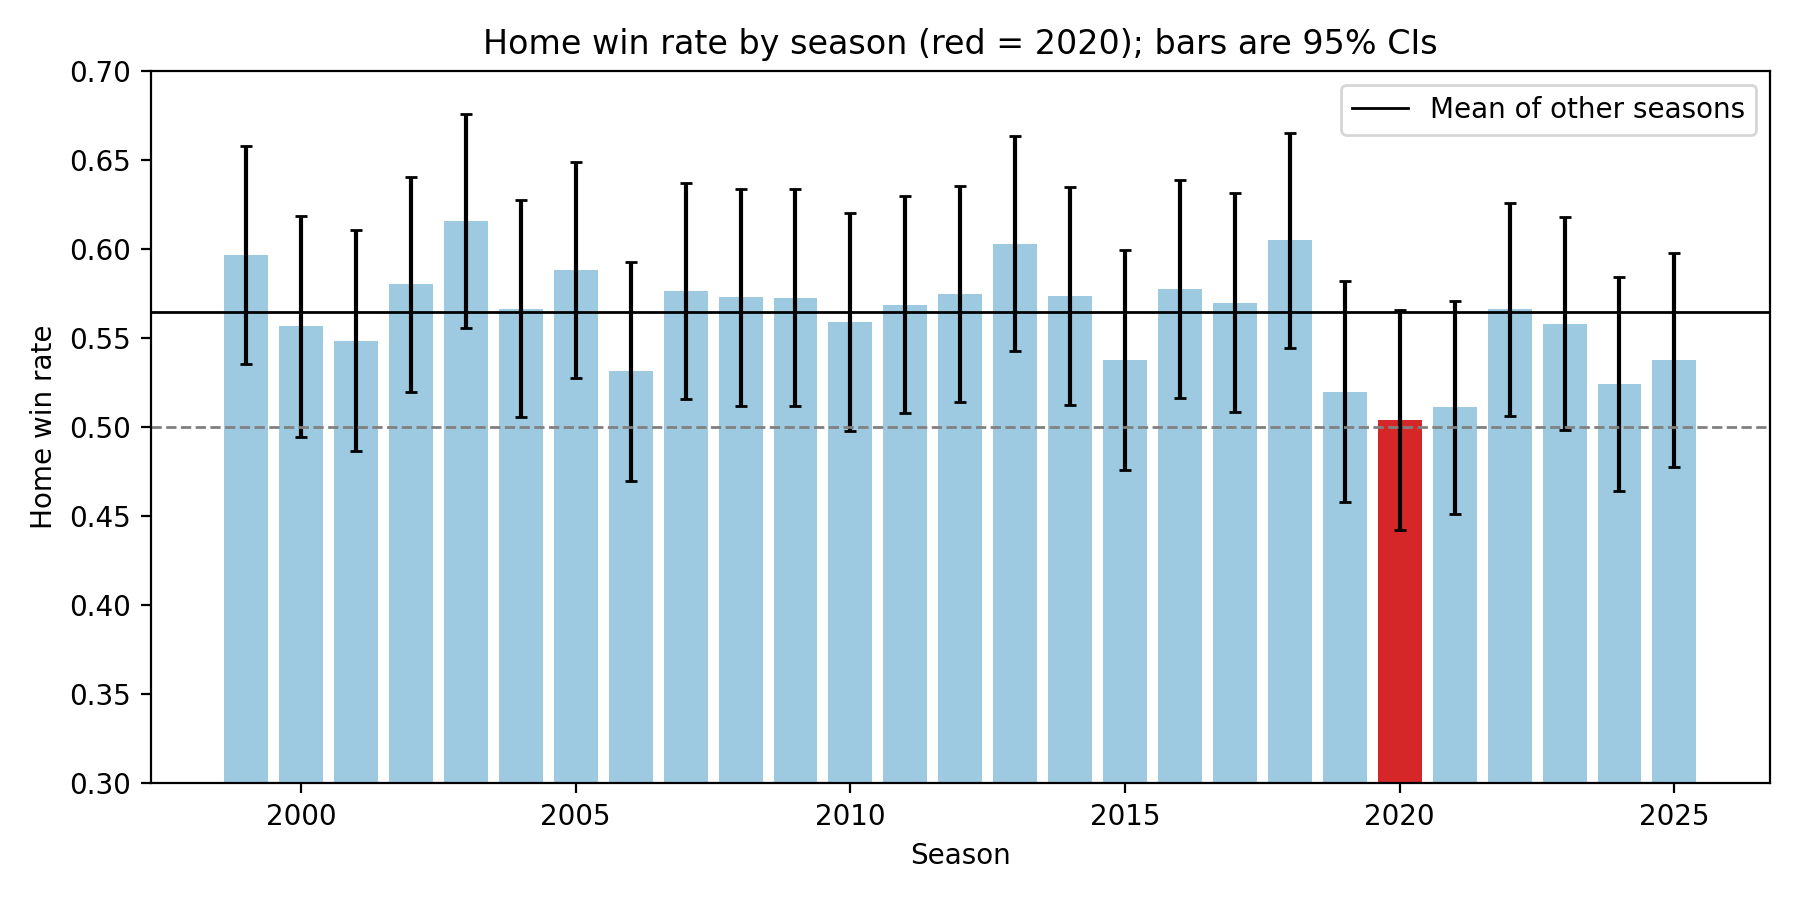 Home win rate by season (red = 2020); bars are 95% CIs
Mean of other seasons
0.70
0.65
0.60
0.55
0.50
0.45
0.40
0.35
0.30
Home win rate
2000 2005 2010 2015 2020 2025
Season